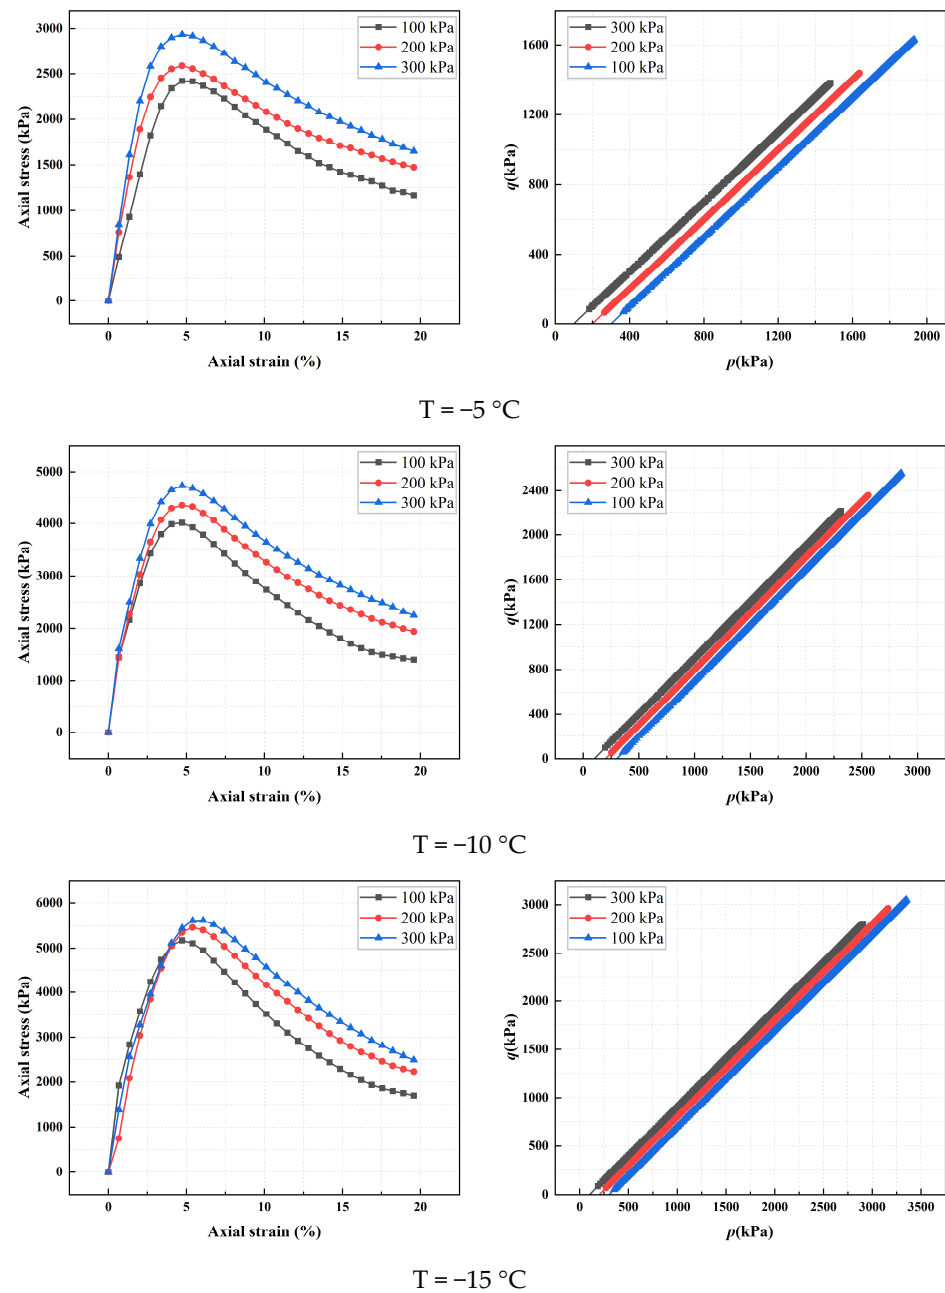 3000
2500
2000
1500
1000
500
0
0
5
10
15
20
Axial stress (kPa)
Axial strain (%)
100 kPa
200 kPa
300 kPa
1600
1200
800
400
0
400
800
1200
1600
2000
q(kPa)
p(kPa)
300 kPa
200 kPa
100 kPa
T = −5 °C
5000
4000
3000
2000
1000
0
0
5
10
15
20
Axial stress (kPa)
Axial strain (%)
100 kPa
200 kPa
300 kPa
2400
2000
1600
1200
800
400
0
0
500
1000
1500
2000
2500
3000
q(kPa)
p(kPa)
300 kPa
200 kPa
100 kPa
T = −10 °C
6000
5000
4000
3000
2000
1000
0
0
5
10
15
20
Axial stress (kPa)
Axial strain (%)
100 kPa
200 kPa
300 kPa
3000
2500
2000
1500
1000
500
0
0
500
1000
1500
2000
2500
3000
3500
q(kPa)
p(kPa)
300 kPa
200 kPa
100 kPa
T = −15 °C